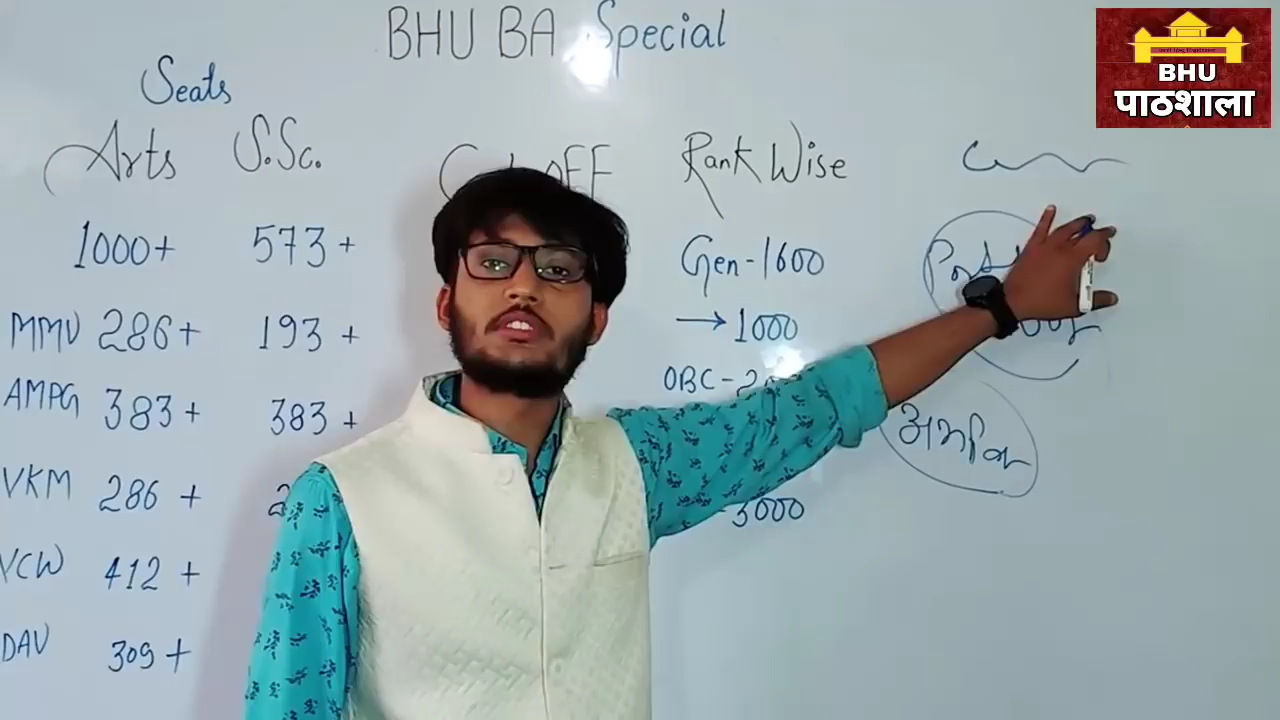 BHU BA Special
BHU
पाठशाला
Seats
Arts S.Sc. Rank Wise
1000+ 573+ Gen-1600
MMV 286+ 193+ → 1000
AMPG 383+ 383+ OBC-
VKM 286+
3000
VCW 412+
DAV 309+